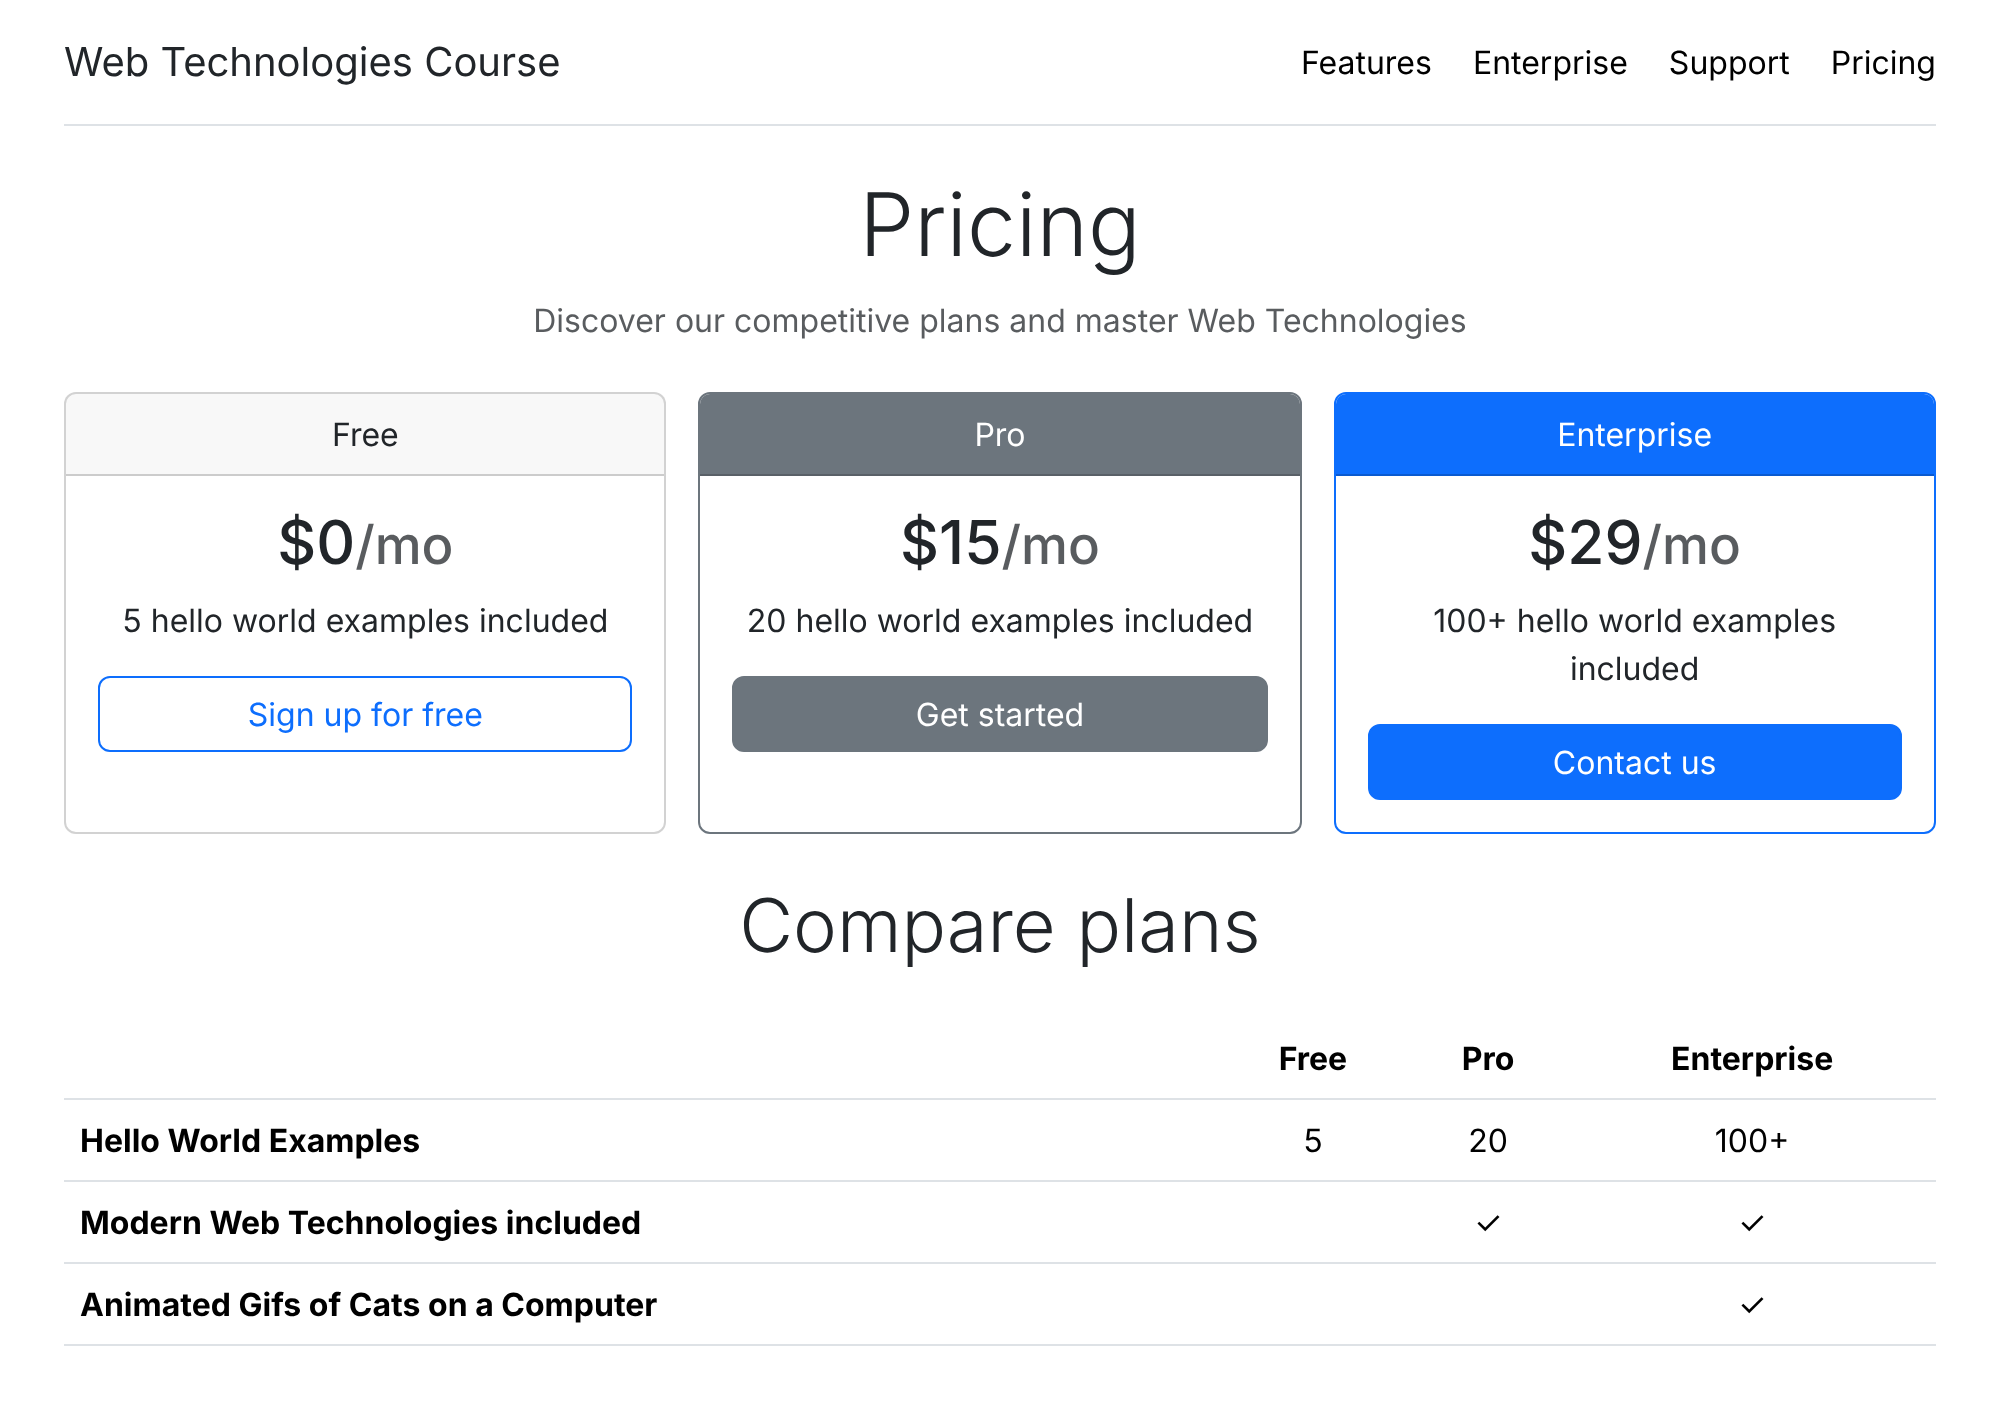 Web Technologies Course
Features Enterprise Support Pricing
Pricing
Discover our competitive plans and master Web Technologies
Free
$0/mo
5 hello world examples included
Sign up for free
Pro
$15/mo
20 hello world examples included
Get started
Enterprise
$29/mo
100+ hello world examples
included
Contact us
Compare plans
Free Pro Enterprise
Hello World Examples 5 20 100+
Modern Web Technologies included ✓ ✓
Animated Gifs of Cats on a Computer ✓